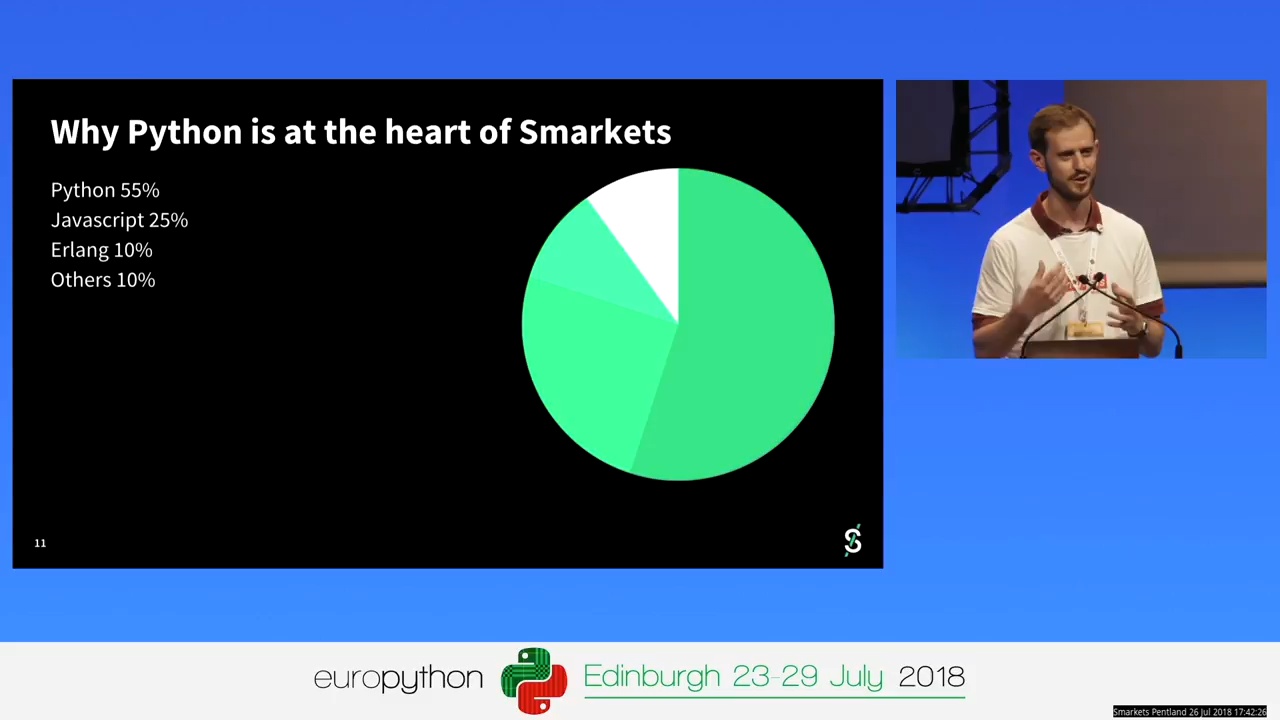 Why Python is at the heart of Smarkets
Python 55%
Javascript 25%
Erlang 10%
Others 10%
11
S
europython
Edinburgh 23-29 July 2018
Smarkets Pentland 26 Jul 2018 17:42:26